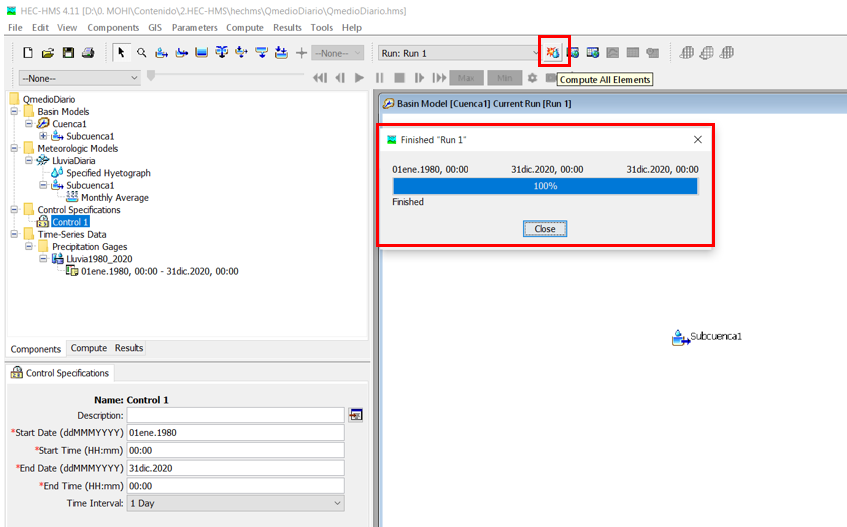 HEC-HMS 4.11 [D:\0. MOHI\Contenido\2.HEC-HMS\hechms\QmedioDiario\QmedioDiario.hms]
File Edit View Components GIS Parameters Compute Results Tools Help
--None--
Run: Run 1
--None--
Max
Min
Compute All Elements
QmedioDiario
Basin Models
Cuenca1
Subcuenca1
Meteorologic Models
LluviaDiaria
Specified Hyetograph
Subcuenca1
Monthly Average
Control Specifications
Control 1
Time-Series Data
Precipitation Gages
Lluvia1980_2020
01ene.1980, 00:00 - 31dic.2020, 00:00
Components Compute Results
Control Specifications
Name: Control 1
Description:
*Start Date (ddMMMYYYY) 01ene.1980
*Start Time (HH:mm) 00:00
*End Date (ddMMMYYYY) 31dic.2020
*End Time (HH:mm) 00:00
Time Interval: 1 Day
Basin Model [Cuenca1] Current Run [Run 1]
Finished "Run 1"
01ene.1980, 00:00 31dic.2020, 00:00 31dic.2020, 00:00
100%
Finished
Close
Subcuenca1